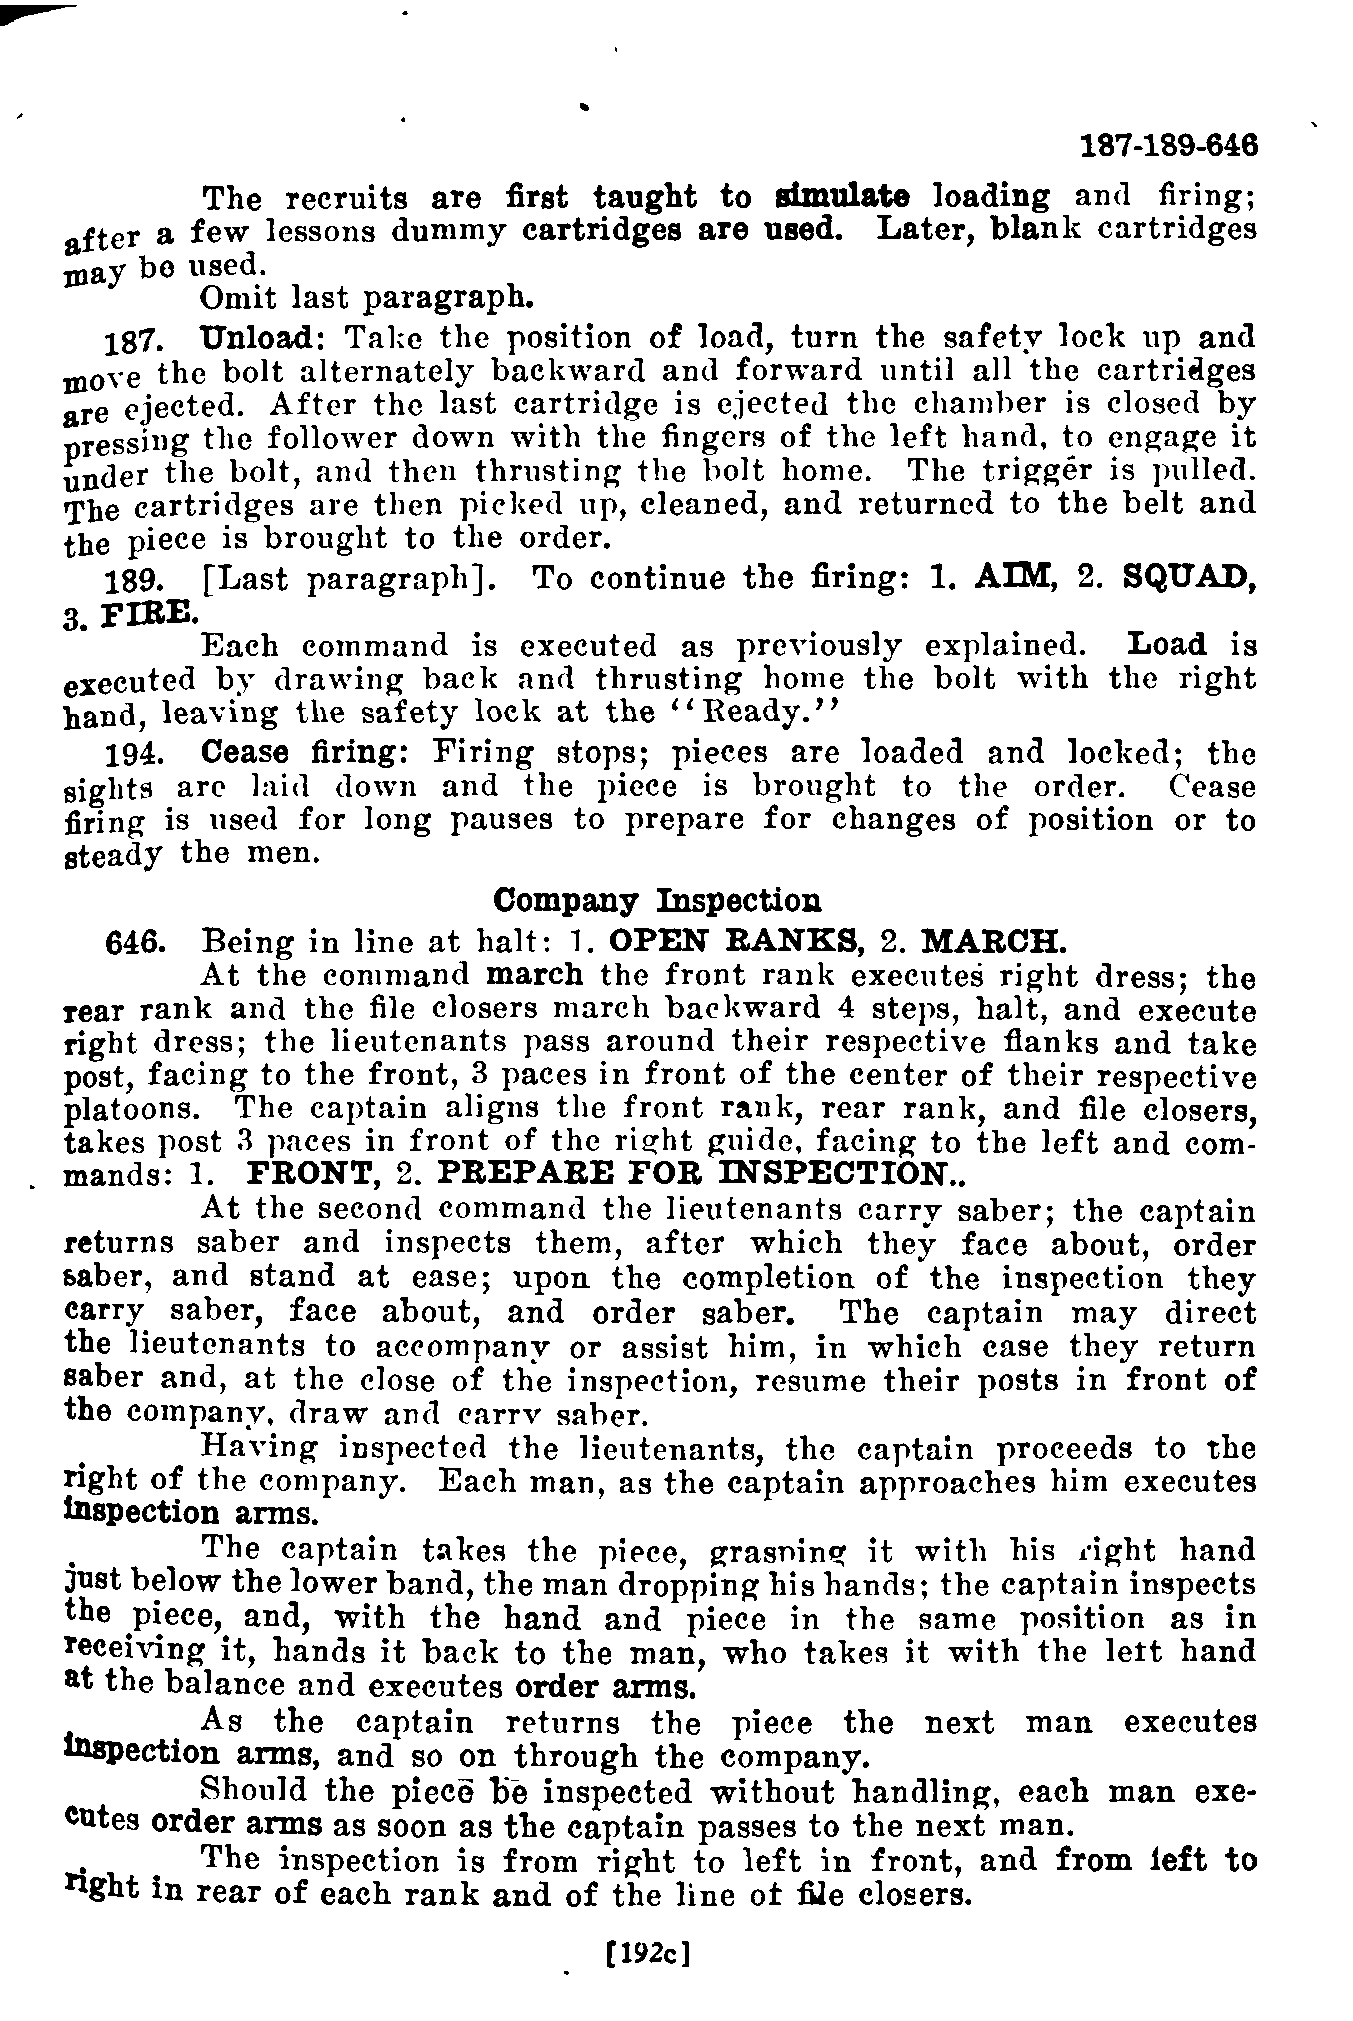 187-189-646
The recruits are first taught to simulate loading and firing;
after a few lessons dummy cartridges are used. Later, blank cartridges
may be used.
Omit last paragraph.
187. Unload: Take the position of load, turn the safety lock up and
move the bolt alternately backward and forward until all the cartridges
are ejected. After the last cartridge is ejected the chamber is closed by
pressing the follower down with the fingers of the left hand, to engage it
under the bolt, and then thrusting the bolt home. The trigger is pulled.
The cartridges are then picked up, cleaned, and returned to the belt and
the piece is brought to the order.
189. [Last paragraph]. To continue the firing: 1. AIM, 2. SQUAD,
3. FIRE.
Each command is executed as previously explained. Load is
executed by drawing back and thrusting home the bolt with the right
hand, leaving the safety lock at the "Ready."
194. Cease firing: Firing stops; pieces are loaded and locked; the
sights are laid down and the piece is brought to the order. Cease
firing is used for long pauses to prepare for changes of position or to
steady the men.
Company Inspection
646. Being in line at halt: 1. OPEN RANKS, 2. MARCH.
At the command march the front rank executes right dress; the
rear rank and the file closers march backward 4 steps, halt, and execute
right dress; the lieutenants pass around their respective flanks and take
post, facing to the front, 3 paces in front of the center of their respective
platoons. The captain aligns the front rank, rear rank, and file closers,
takes post 3 paces in front of the right guide, facing to the left and com-
mands: 1. FRONT, 2. PREPARE FOR INSPECTION..
At the second command the lieutenants carry saber; the captain
returns saber and inspects them, after which they face about, order
saber, and stand at ease; upon the completion of the inspection they
carry saber, face about, and order saber. The captain may direct
the lieutenants to accompany or assist him, in which case they return
saber and, at the close of the inspection, resume their posts in front of
the company, draw and carry saber.
Having inspected the lieutenants, the captain proceeds to the
right of the company. Each man, as the captain approaches him executes
inspection arms.
The captain takes the piece, grasping it with his right hand
just below the lower band, the man dropping his hands; the captain inspects
the piece, and, with the hand and piece in the same position as in
receiving it, hands it back to the man, who takes it with the left hand
at the balance and executes order arms.
As the captain returns the piece the next man executes
inspection arms, and so on through the company.
Should the piece be inspected without handling, each man exe-
cutes order arms as soon as the captain passes to the next man.
The inspection is from right to left in front, and from left to
right in rear of each rank and of the line of file closers.
[192c]